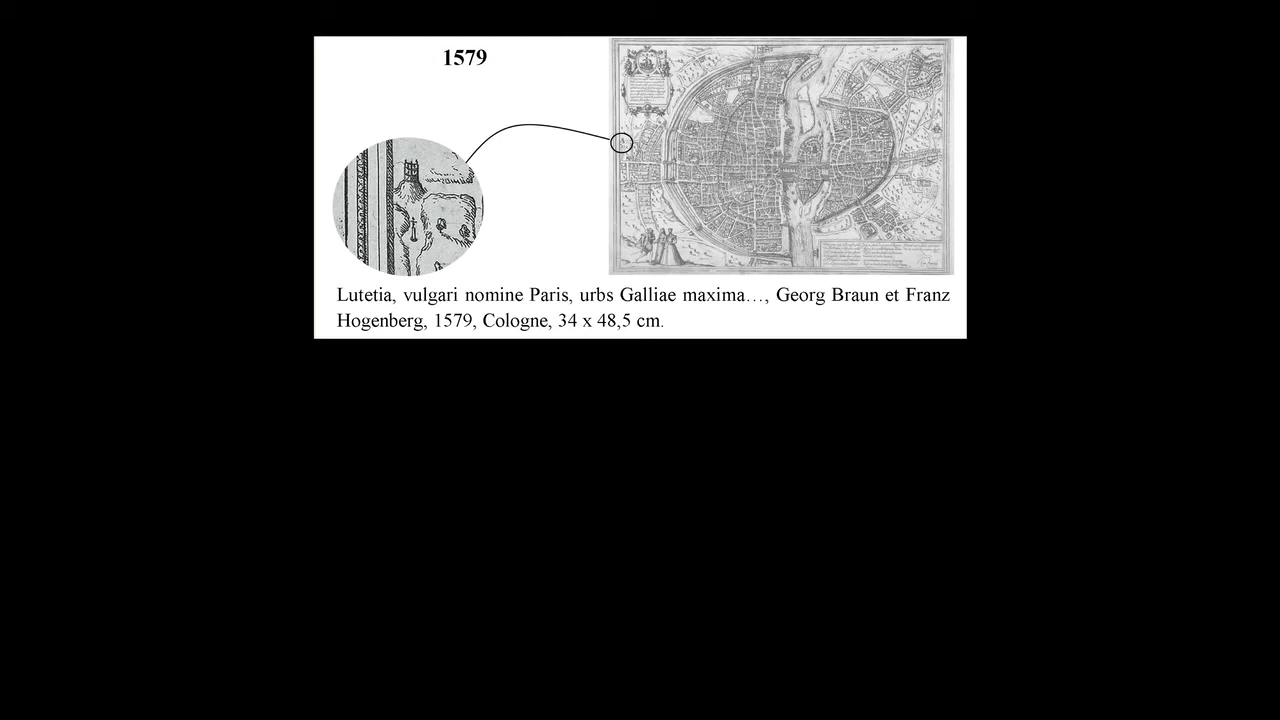 1579
Lutetia, vulgari nomine Paris, urbs Galliae maxima…, Georg Braun et Franz
Hogenberg, 1579, Cologne, 34 x 48,5 cm.